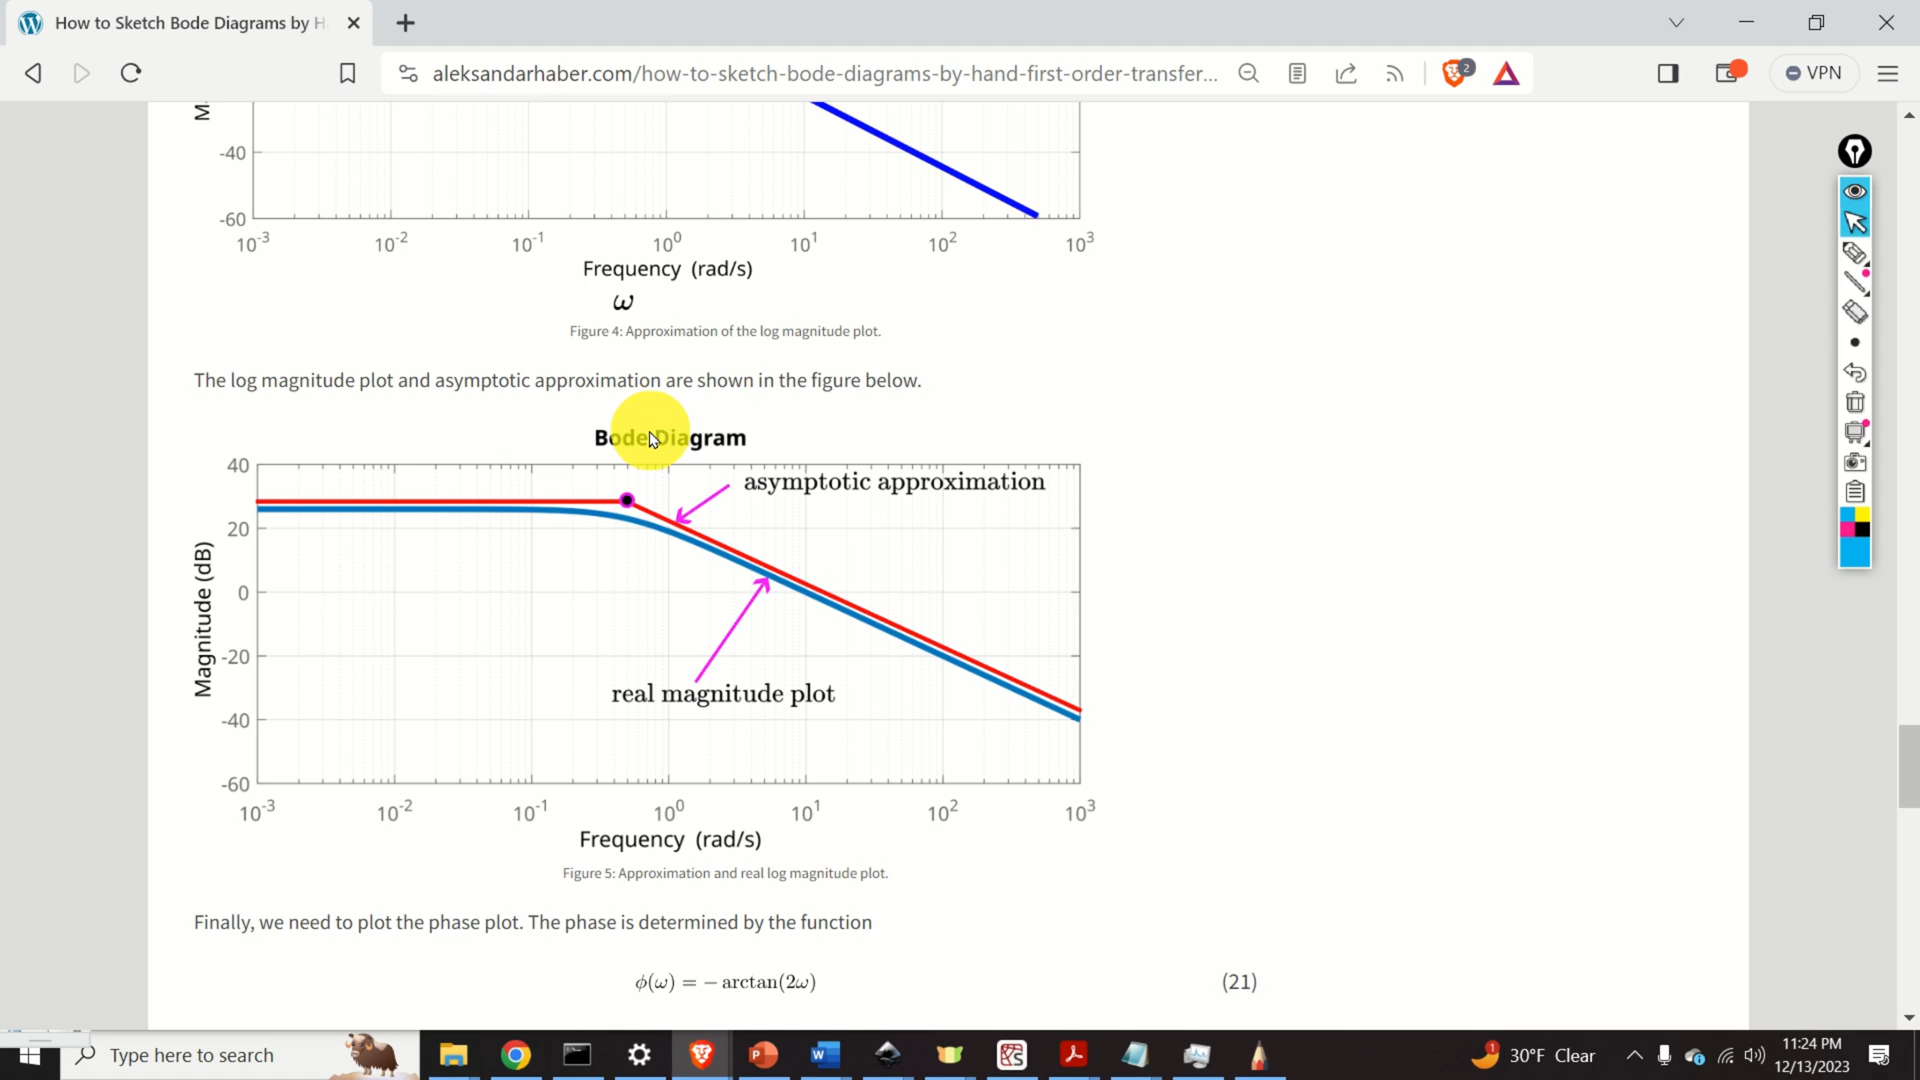 How to Sketch Bode Diagrams by H
aleksandarhaber.com/how-to-sketch-bode-diagrams-by-hand-first-order-transfer...
2
VPN
-40
-60
10-3 10-2 10-1 100 101 102 103
Frequency (rad/s)
ω
Figure 4: Approximation of the log magnitude plot.
The log magnitude plot and asymptotic approximation are shown in the figure below.
Bode Diagram
asymptotic approximation
real magnitude plot
Magnitude (dB)
40
20
0
-20
-40
-60
10-3 10-2 10-1 100 101 102 103
Frequency (rad/s)
Figure 5: Approximation and real log magnitude plot.
Finally, we need to plot the phase plot. The phase is determined by the function
ϕ(ω) = − arctan(2ω) (21)
Type here to search
1
30°F Clear
11:24 PM
12/13/2023